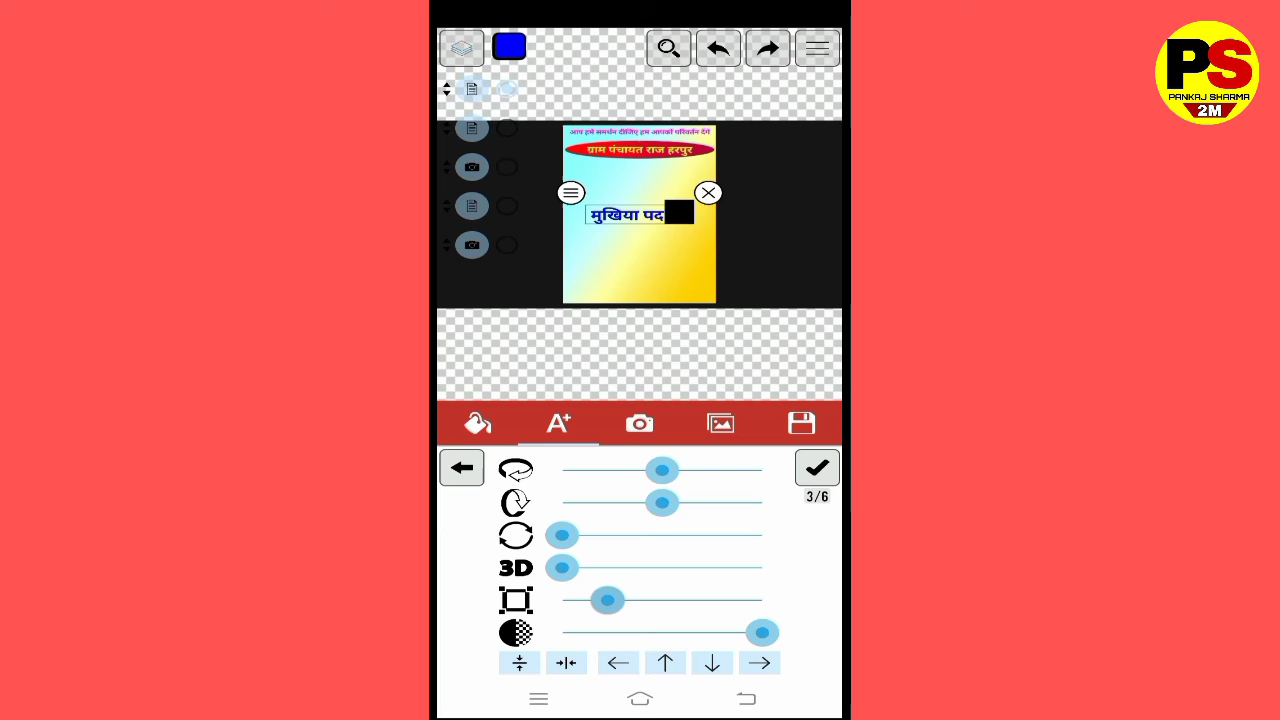 PS
PANKAJ SHARMA
2M
आप हमे समर्थन दीजिए हम आपको परिवर्तन देंगे
ग्राम पंचायत राज हरपुर
मुखिया पद
A+
3/6
3D